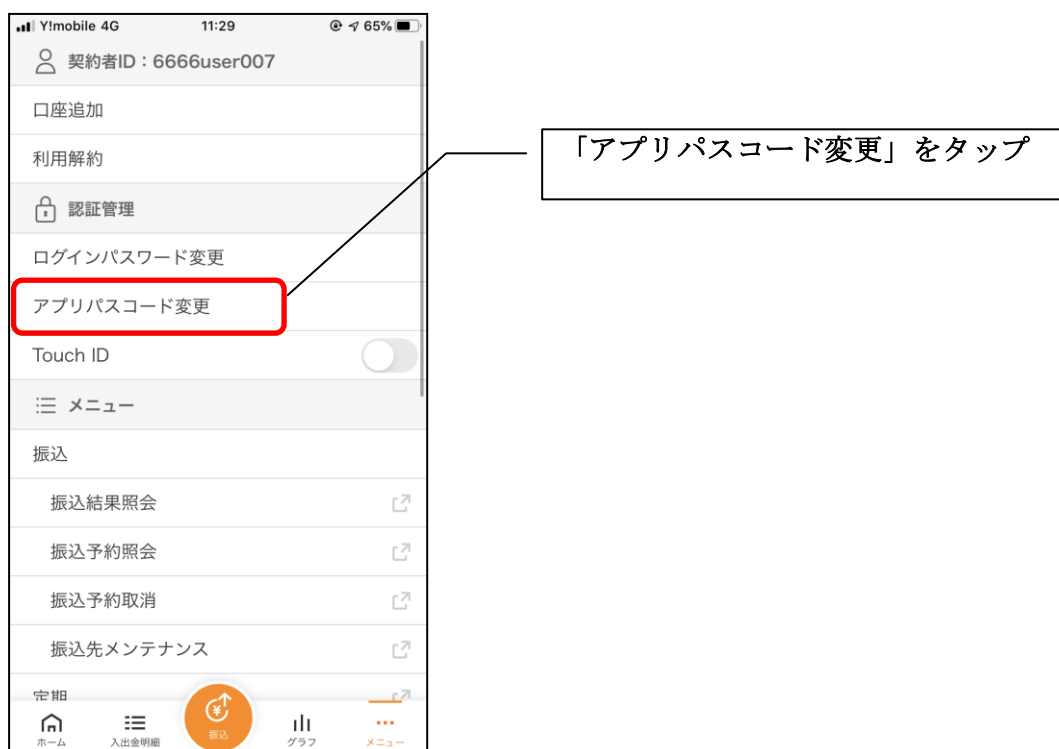 Y!mobile 4G 11:29 65%
契約者ID：6666user007
口座追加
利用解約
認証管理
ログインパスワード変更
アプリパスコード変更
Touch ID
メニュー
振込
振込結果照会
振込予約照会
振込予約取消
振込先メンテナンス
定期
ホーム 入出金明細 振込 グラフ メニュー
「アプリパスコード変更」をタップ